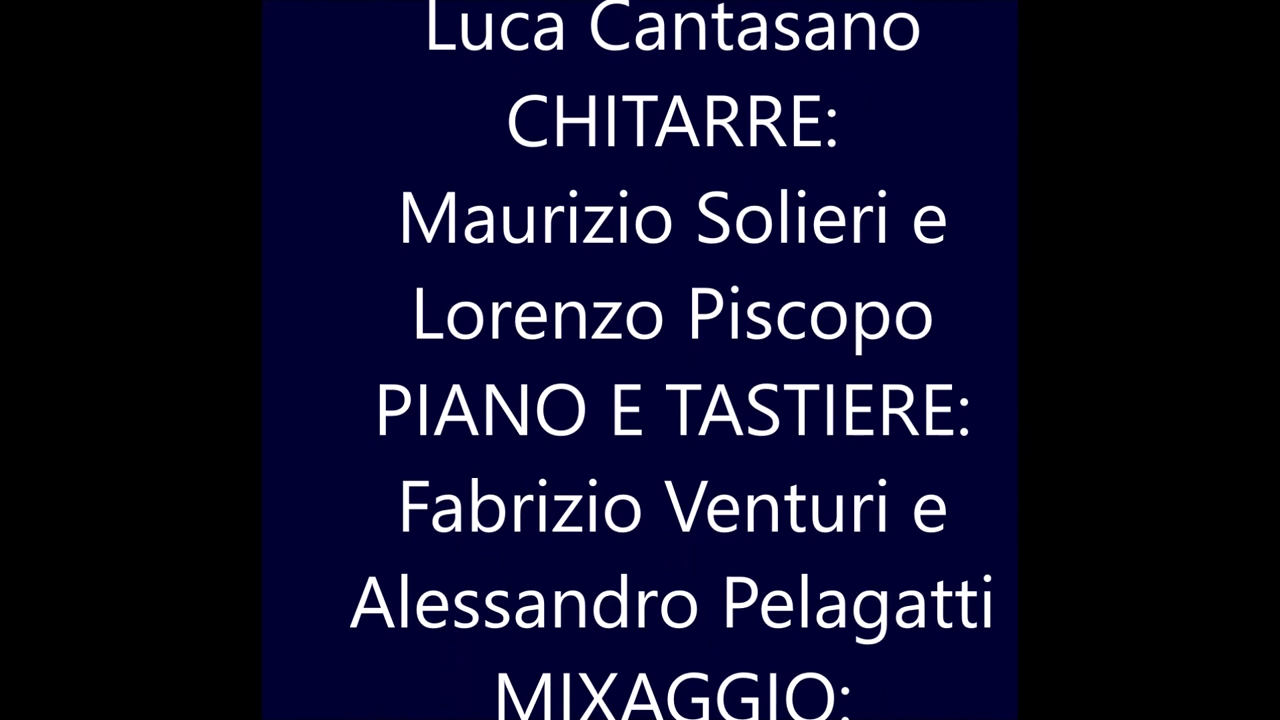 Luca Cantasano
CHITARRE:
Maurizio Solieri e
Lorenzo Piscopo
PIANO E TASTIERE:
Fabrizio Venturi e
Alessandro Pelagatti
MIXAGGIO: